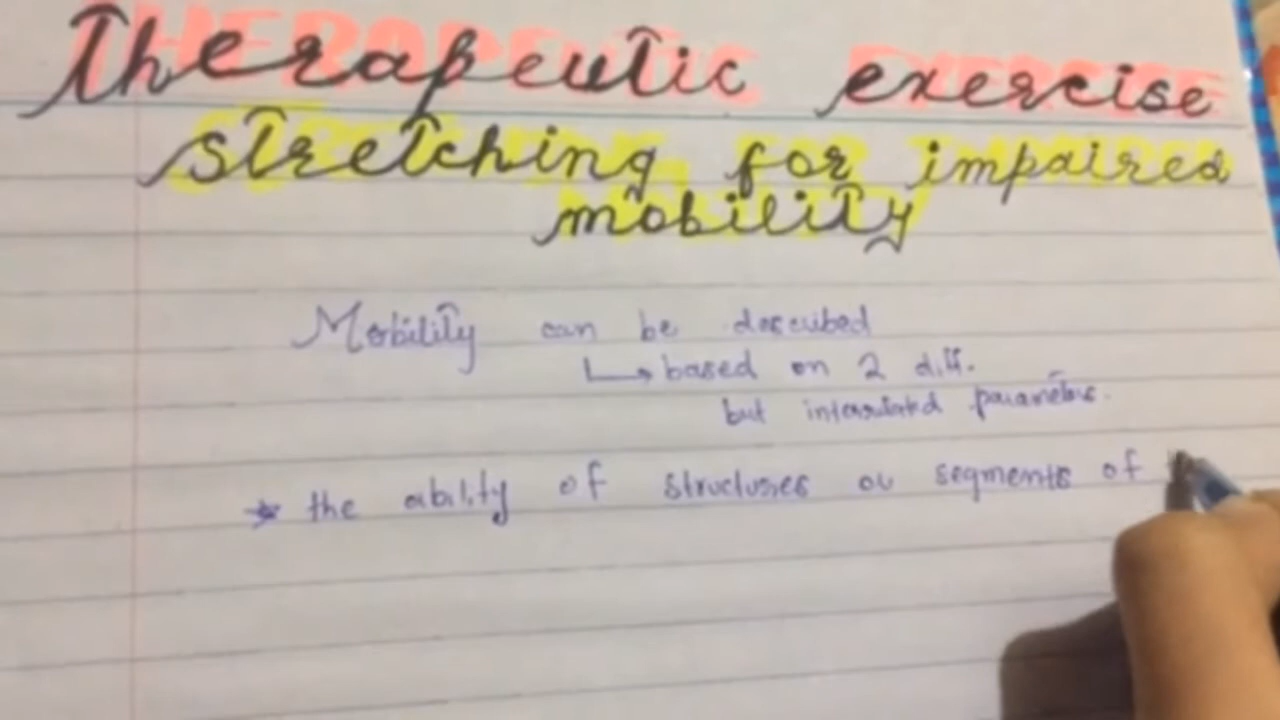 Therapeutic exercise
stretching for impaired
mobility
Mobility can be described
↳ based on 2 diff.
but interrelated parameters.
* the ability of structures or segments of